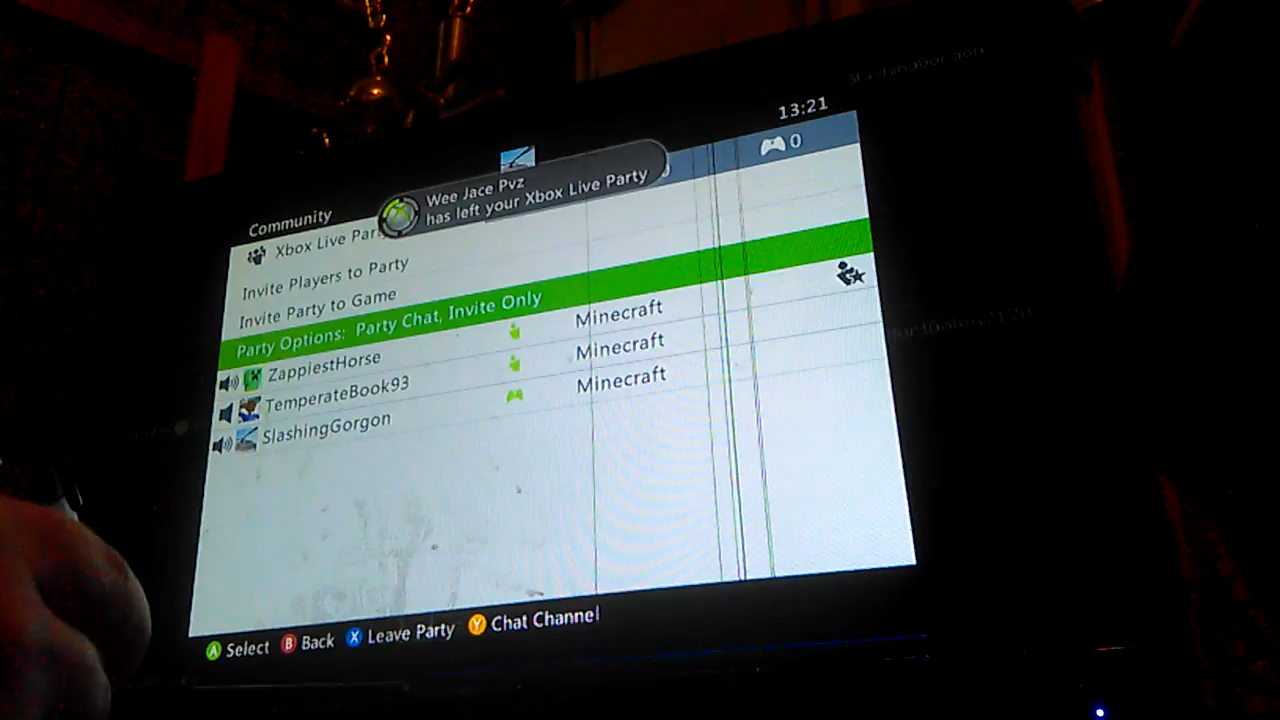 13:21
0
Wee Jace Pvz
has left your Xbox Live Party
Community
Xbox Live Par
Invite Players to Party
Invite Party to Game
Party Options: Party Chat, Invite Only
ZappiestHorse Minecraft
TemperateBook93 Minecraft
SlashingGorgon Minecraft
A Select B Back X Leave Party Y Chat Channel